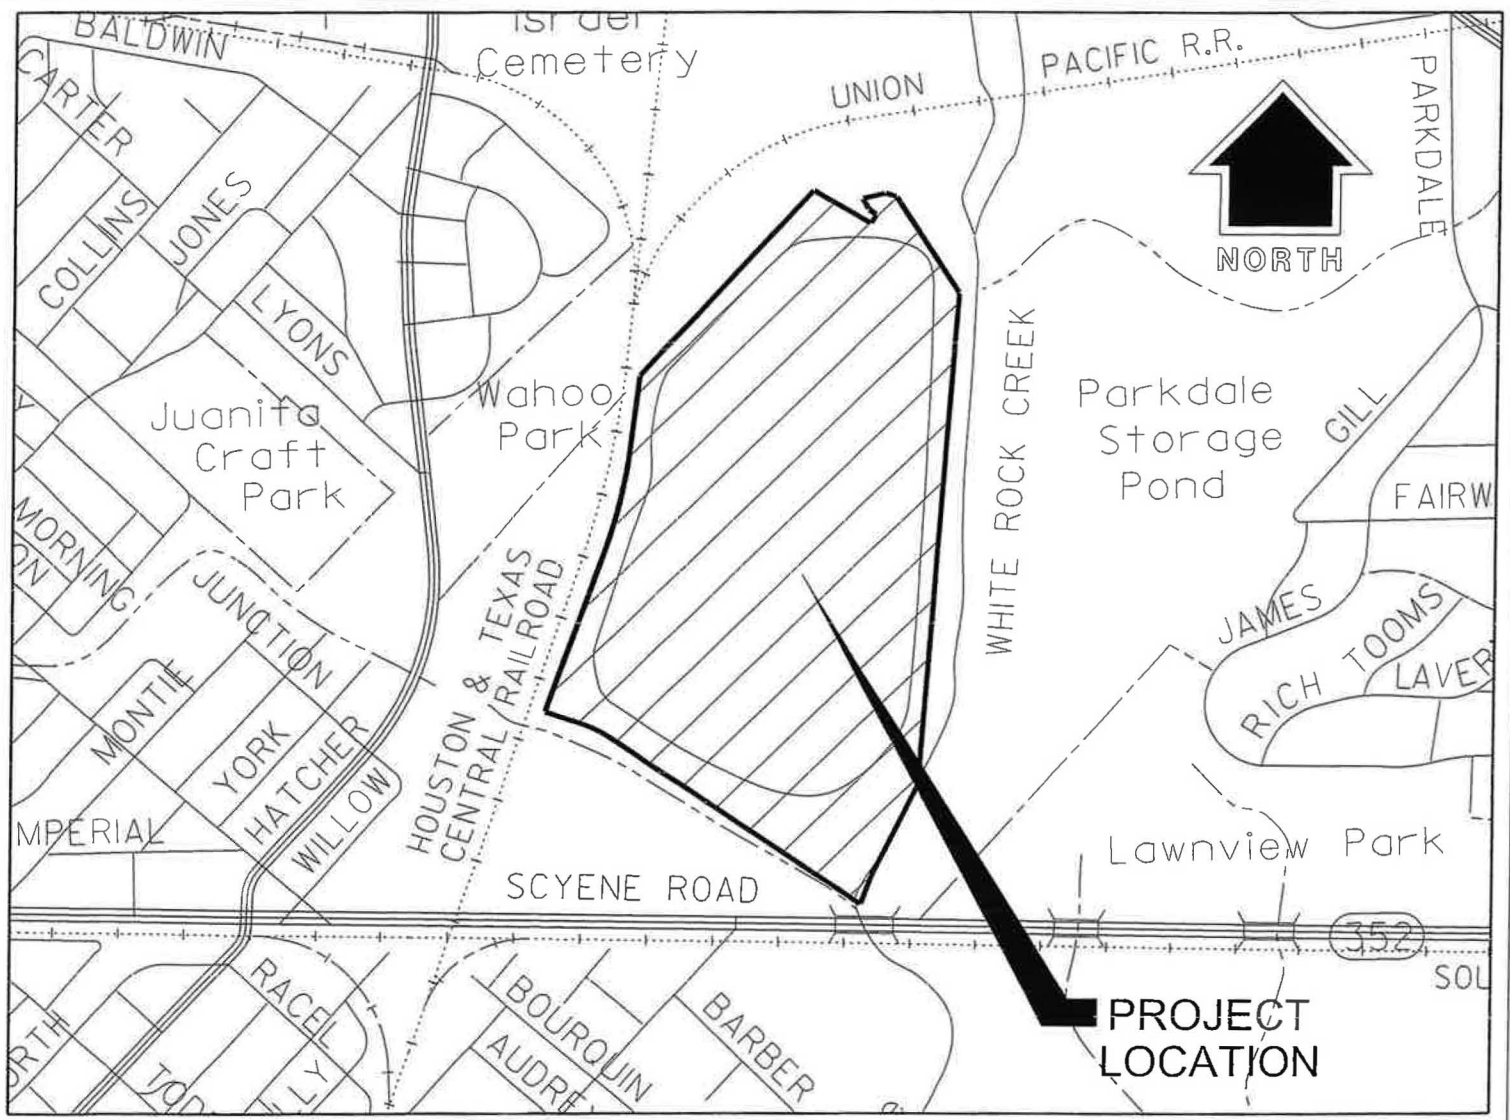 Cemetery
BALDWIN
PACIFIC R.R.
UNION
CARTER
PARKDALE
COLLINS
JONES
NORTH
LYONS
WHITE ROCK CREEK
Wahoo
Park
Parkdale
Storage
Pond
Juanita
Craft
Park
GILL
FAIRW
MORNING
ON
JUNCTION
HOUSTON & TEXAS
CENTRAL RAILROAD
JAMES
RICH
TOOMS
LAVER
MONTIE
YORK
HATCHER
WILLOW
MPERIAL
Lawnview Park
SCYENE ROAD
352
SOU
RACEL
BOURQUIN
BARBER
AUDRE
PROJECT
LOCATION